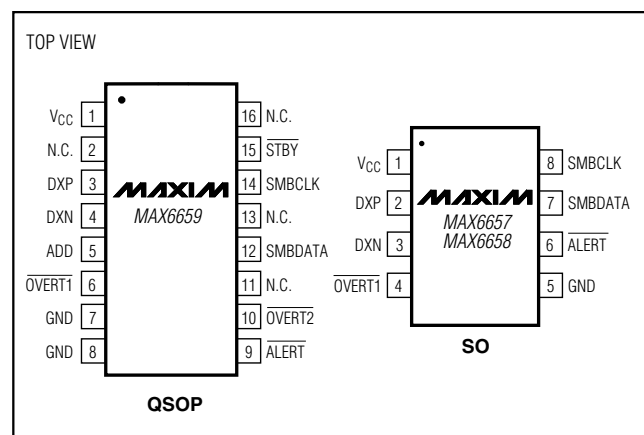 TOP VIEW
VCC 1
N.C. 2
DXP 3
DXN 4
ADD 5
OVERT1 6
GND 7
GND 8
MAXIM
MAX6659
16 N.C.
15 STBY
14 SMBCLK
13 N.C.
12 SMBDATA
11 N.C.
10 OVERT2
9 ALERT
QSOP
VCC 1
DXP 2
DXN 3
OVERT1 4
MAXIM
MAX6657
MAX6658
8 SMBCLK
7 SMBDATA
6 ALERT
5 GND
SO